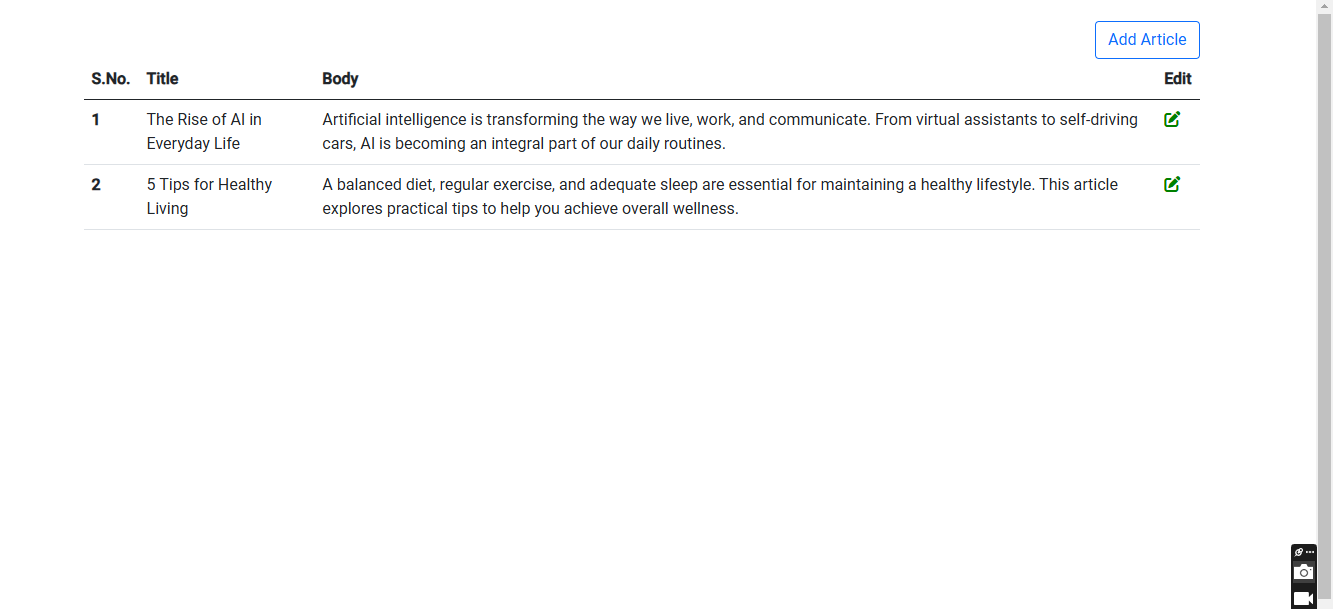 Add Article
S.No. Title Body Edit
1 The Rise of AI in Artificial intelligence is transforming the way we live, work, and communicate. From virtual assistants to self-driving
Everyday Life cars, AI is becoming an integral part of our daily routines.
2 5 Tips for Healthy A balanced diet, regular exercise, and adequate sleep are essential for maintaining a healthy lifestyle. This article
Living explores practical tips to help you achieve overall wellness.